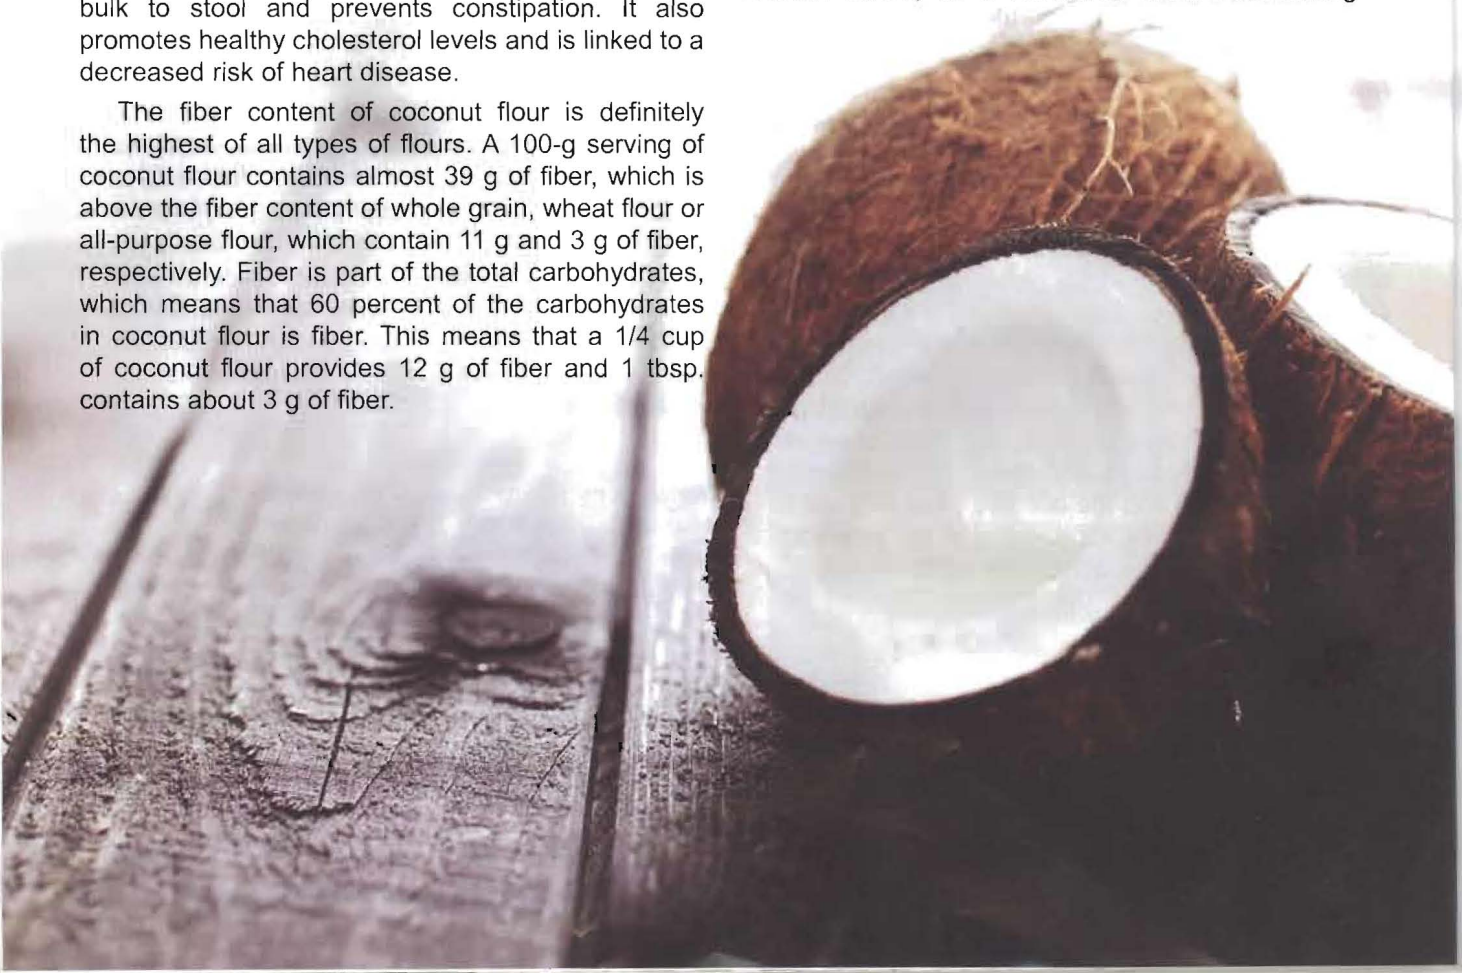 bulk to stool and prevents constipation. It also
promotes healthy cholesterol levels and is linked to a
decreased risk of heart disease.
The fiber content of coconut flour is definitely
the highest of all types of flours. A 100-g serving of
coconut flour contains almost 39 g of fiber, which is
above the fiber content of whole grain, wheat flour or
all-purpose flour, which contain 11 g and 3 g of fiber,
respectively. Fiber is part of the total carbohydrates,
which means that 60 percent of the carbohydrates
in coconut flour is fiber. This means that a 1/4 cup
of coconut flour provides 12 g of fiber and 1 tbsp.
contains about 3 g of fiber.